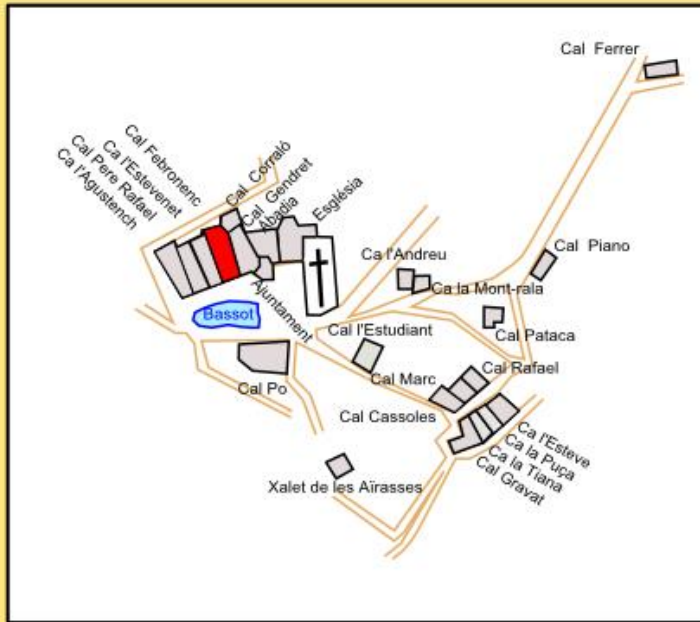 Cal Ferrer
Cal Febronenc
Ca l'Estevenet
Cal Pere Rafael
Ca l'Agustench
Cal Corraló
Cal Gendret
Abadia
Església
Cal Piano
Ca l'Andreu
Ca la Mont-rala
Ajuntament
Bassot
Cal l'Estudiant
Cal Pataca
Cal Rafael
Cal Marc
Cal Po
Cal Cassoles
Ca l'Esteve
Ca la Puça
Ca la Tiana
Cal Gravat
Xalet de les Aïrasses